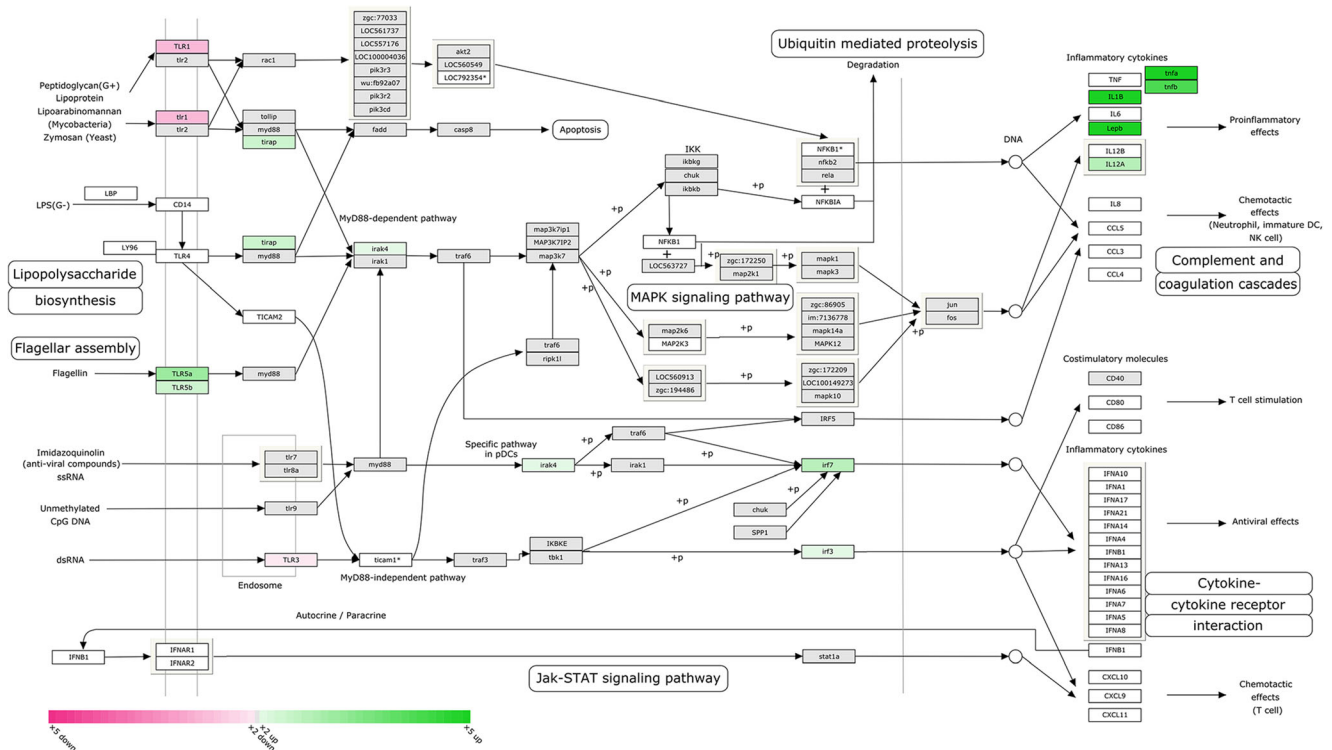 TLR1
tlr2
Peptidoglycan(G+)
Lipoprotein
Lipoarabinomannan
(Mycobacteria)
Zymosan (Yeast)
tlr1
tlr2
rac1
tollip
myd88
tirap
zgc:77033
LOC561737
LOC557176
LOC100004036
pik3r3
wu:fb92a07
pik3r2
pik3cd
akt2
LOC560549
LOC792354*
fadd
casp8
Apoptosis
Ubiquitin mediated proteolysis
Degradation
LBP
LPS(G-)
CD14
LY96
TLR4
tirap
myd88
MyD88-dependent pathway
irak4
irak1
traf6
map3k7ip1
MAP3K7IP2
map3k7
Lipopolysaccharide
biosynthesis
TICAM2
Flagellar assembly
Flagellin
TLR5a
TLR5b
myd88
traf6
ripk1l
IKK
ikbkg
chuk
ikbkb
+p
+p
NFKB1*
nfkb2
rela
+
NFKBIA
NFKB1
+
LOC563727
+p
zgc:172250
map2k1
+p
mapk1
mapk3
MAPK signaling pathway
+p
+p
map2k6
MAP2K3
+p
zgc:86905
im:7136778
mapk14a
MAPK12
LOC560913
zgc:194486
+p
zgc:172209
LOC100149273
mapk10
jun
fos
+p
IRF5
Imidazoquinolin
(anti-viral compounds)
ssRNA
tlr7
tlr8a
myd88
Specific pathway
in pDCs
irak4
+p
traf6
+p
+p
irak1
+p
irf7
Unmethylated
CpG DNA
tlr9
chuk
+p
SPP1
+p
dsRNA
TLR3
Endosome
ticam1*
MyD88-independent pathway
traf3
IKBKE
tbk1
+p
irf3
Autocrine / Paracrine
IFNB1
IFNAR1
IFNAR2
stat1a
Jak-STAT signaling pathway
DNA
Inflammatory cytokines
TNF
tnfa
tnfb
IL1B
IL6
Lepb
IL12B
IL12A
Proinflammatory
effects
IL8
CCL5
CCL3
CCL4
Chemotactic
effects
(Neutrophil, immature DC,
NK cell)
Complement and
coagulation cascades
Costimulatory molecules
CD40
CD80
CD86
T cell stimulation
Inflammatory cytokines
IFNA10
IFNA1
IFNA17
IFNA21
IFNA14
IFNA4
IFNB1
IFNA13
IFNA16
IFNA6
IFNA7
IFNA5
IFNA8
Antiviral effects
Cytokine-
cytokine receptor
interaction
IFNB1
CXCL10
CXCL9
CXCL11
Chemotactic
effects
(T cell)
×5 down
×2 down
×2 up
×5 up